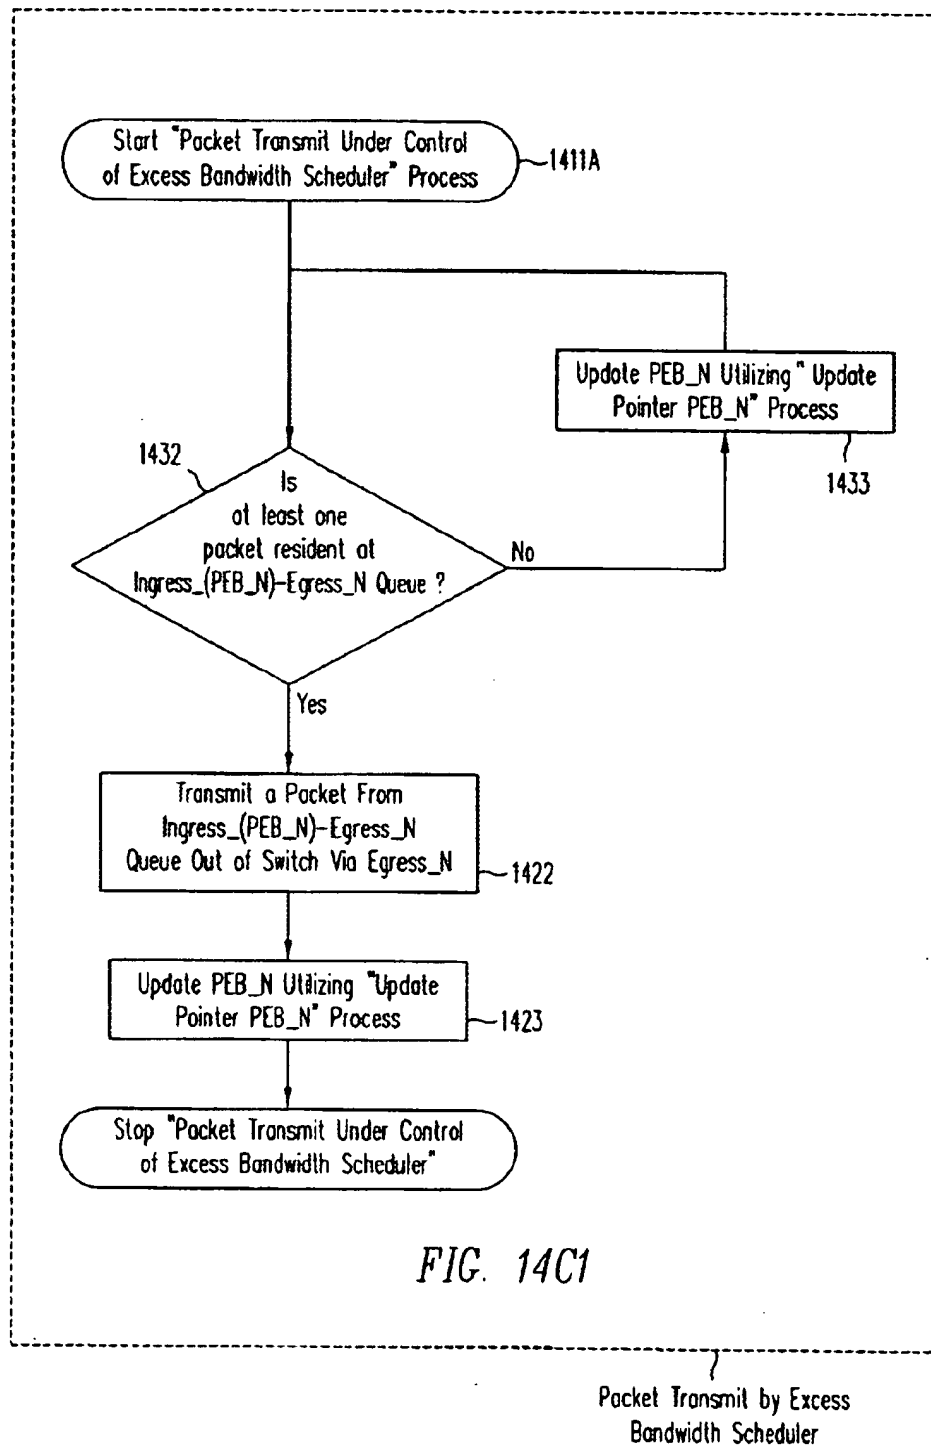 Start "Packet Transmit Under Control
of Excess Bandwidth Scheduler" Process
1411A
Update PEB_N Utilizing " Update
Pointer PEB_N" Process
1433
1432
Is
at least one
packet resident at
Ingress_(PEB_N)-Egress_N Queue ?
No
Yes
Transmit a Packet From
Ingress_(PEB_N)-Egress_N
Queue Out of Switch Via Egress_N
1422
Update PEB_N Utilizing "Update
Pointer PEB_N" Process
1423
Stop "Packet Transmit Under Control
of Excess Bandwidth Scheduler"
FIG. 14C1
Packet Transmit by Excess
Bandwidth Scheduler